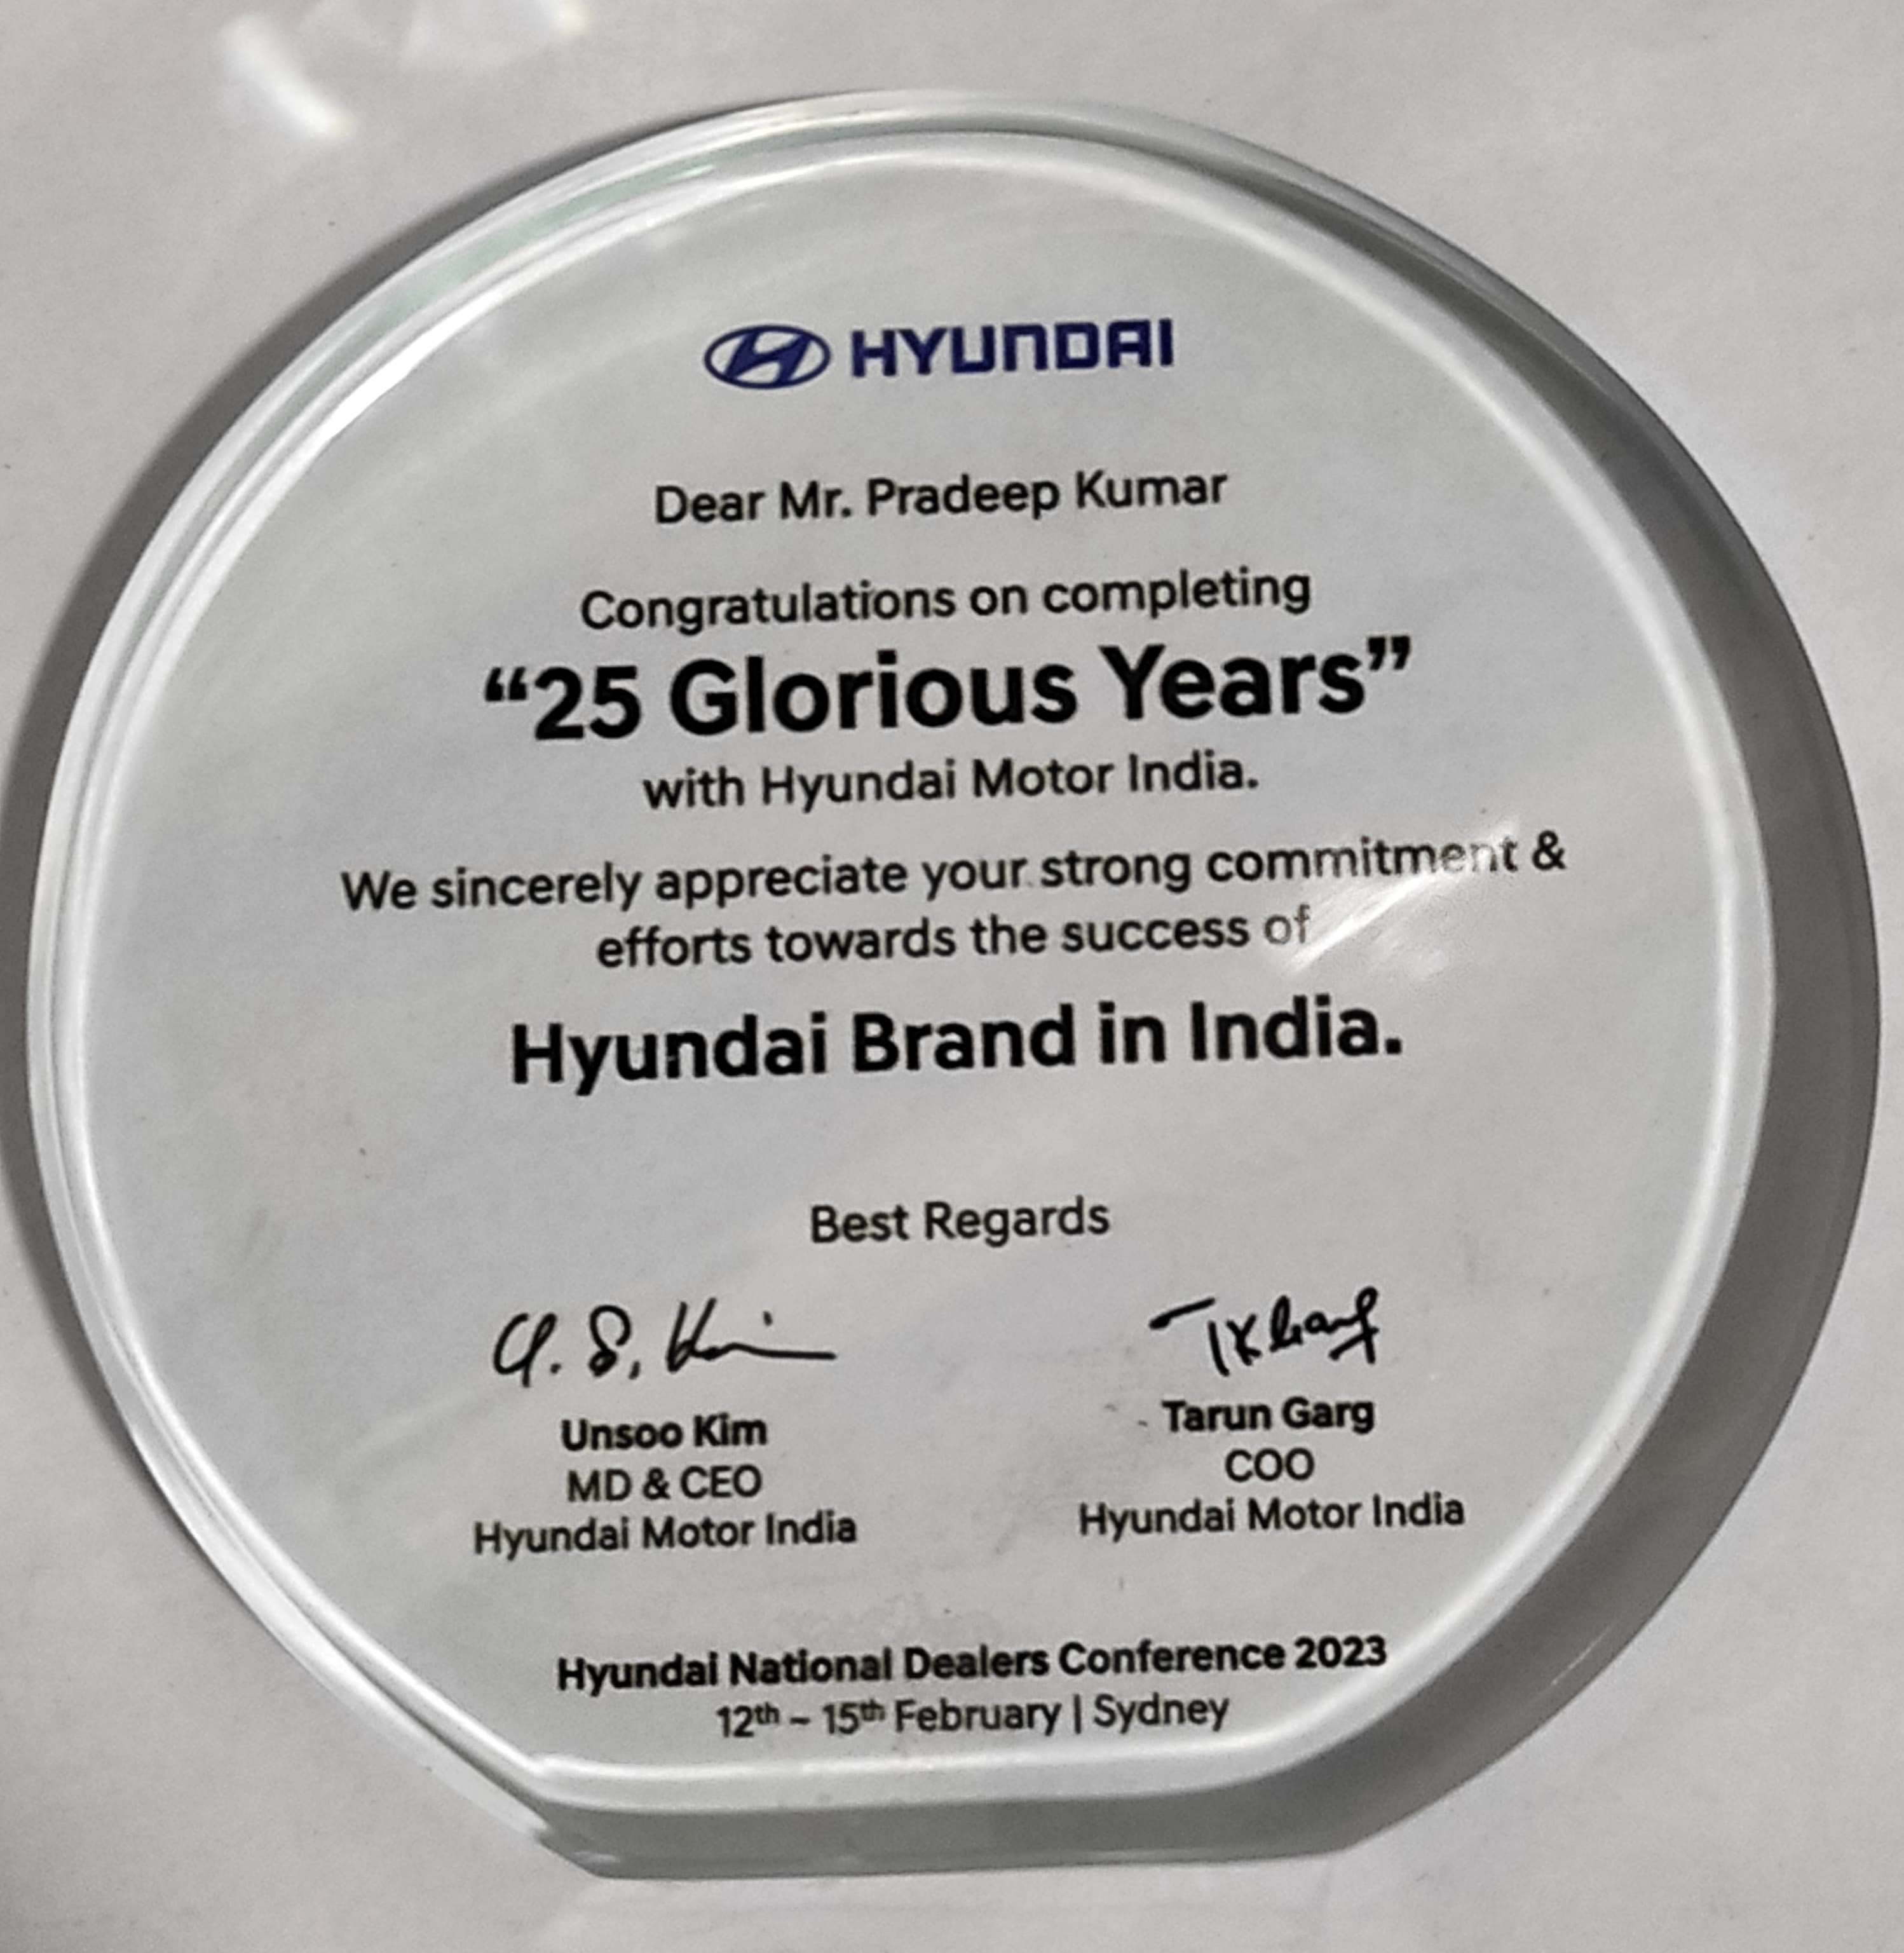 HYUNDAI
Dear Mr. Pradeep Kumar
Congratulations on completing
“25 Glorious Years”
with Hyundai Motor India.
We sincerely appreciate your strong commitment &
efforts towards the success of
Hyundai Brand in India.
Best Regards
U. S. Kim
TKGarg
Unsoo Kim
MD & CEO
Hyundai Motor India
Tarun Garg
COO
Hyundai Motor India
Hyundai National Dealers Conference 2023
12th – 15th February | Sydney